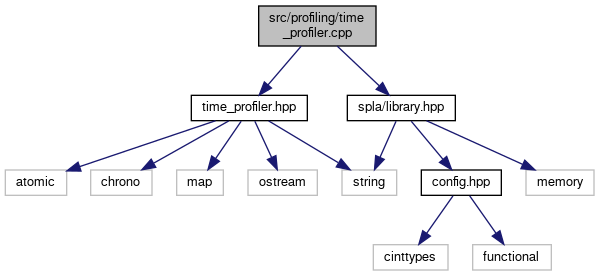 src/profiling/time
_profiler.cpp
time_profiler.hpp
spla/library.hpp
atomic
chrono
map
ostream
string
config.hpp
memory
cinttypes
functional